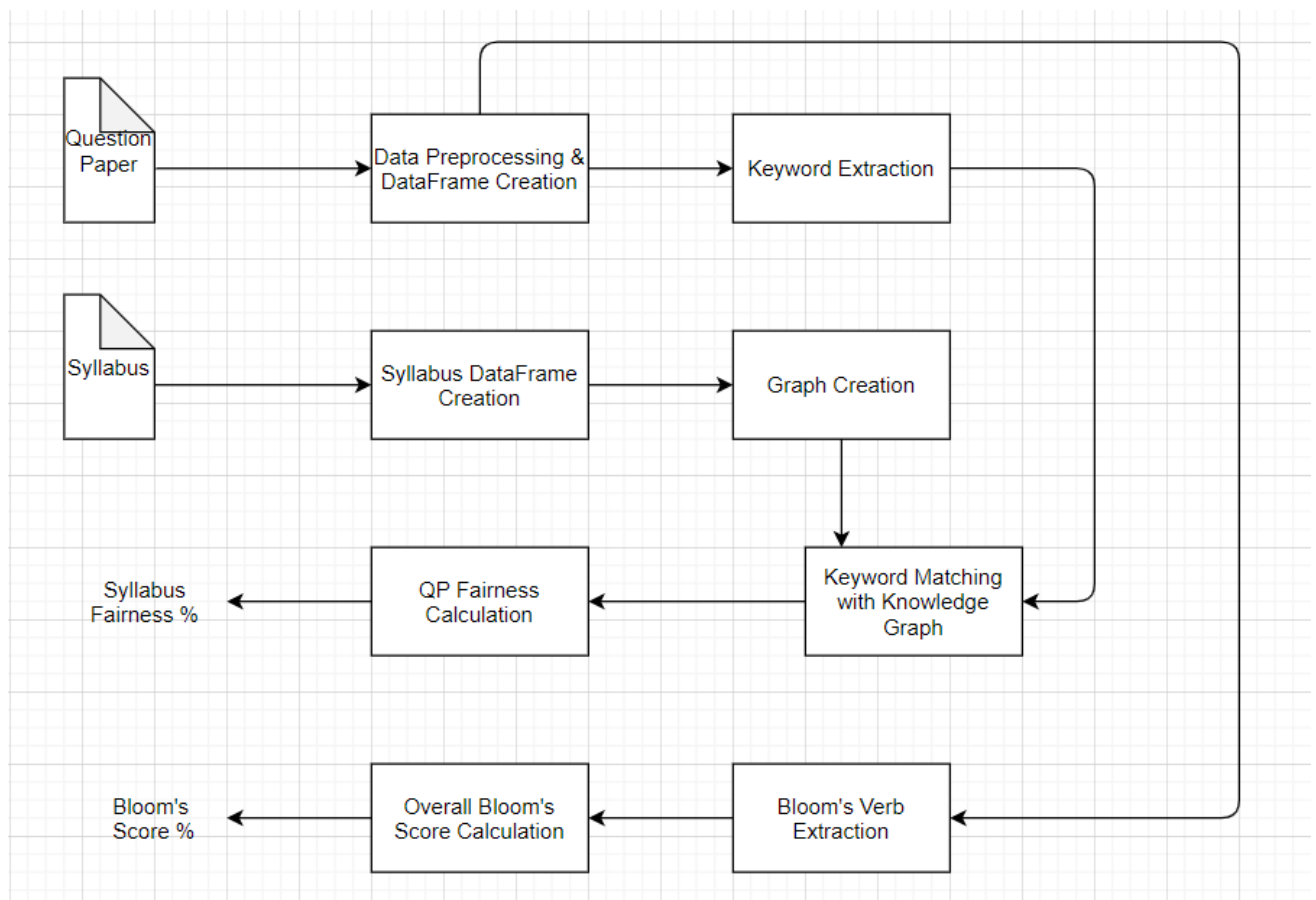 Question
Paper
Data Preprocessing &
DataFrame Creation
Keyword Extraction
Syllabus
Syllabus DataFrame
Creation
Graph Creation
Syllabus
Fairness %
QP Fairness
Calculation
Keyword Matching
with Knowledge
Graph
Bloom's
Score %
Overall Bloom's
Score Calculation
Bloom's Verb
Extraction